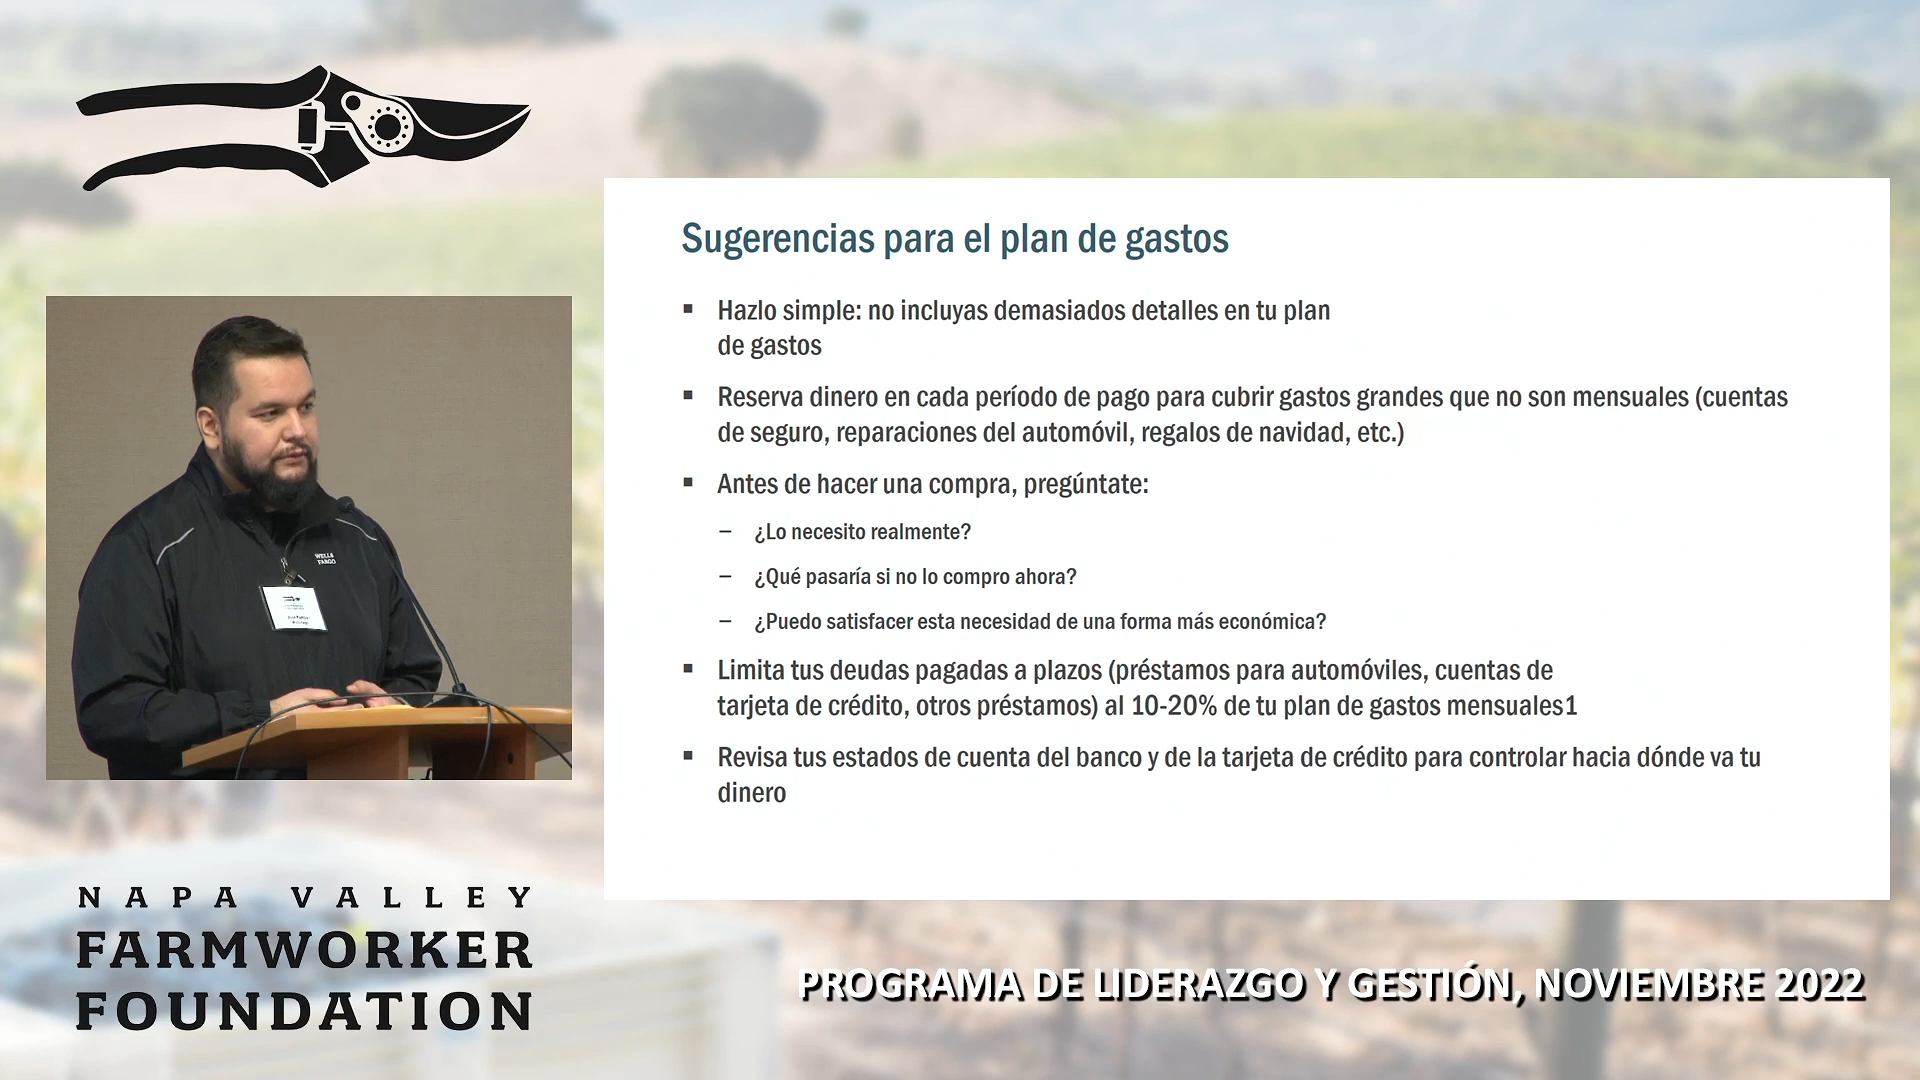 Sugerencias para el plan de gastos
▪ Hazlo simple: no incluyas demasiados detalles en tu plan
de gastos
▪ Reserva dinero en cada período de pago para cubrir gastos grandes que no son mensuales (cuentas
de seguro, reparaciones del automóvil, regalos de navidad, etc.)
▪ Antes de hacer una compra, pregúntate:
– ¿Lo necesito realmente?
– ¿Qué pasaría si no lo compro ahora?
– ¿Puedo satisfacer esta necesidad de una forma más económica?
▪ Limita tus deudas pagadas a plazos (préstamos para automóviles, cuentas de
tarjeta de crédito, otros préstamos) al 10-20% de tu plan de gastos mensuales1
▪ Revisa tus estados de cuenta del banco y de la tarjeta de crédito para controlar hacia dónde va tu
dinero
WELLS
FARGO
NAPA VALLEY
FARMWORKER
FOUNDATION
PROGRAMA DE LIDERAZGO Y GESTIÓN, NOVIEMBRE 2022